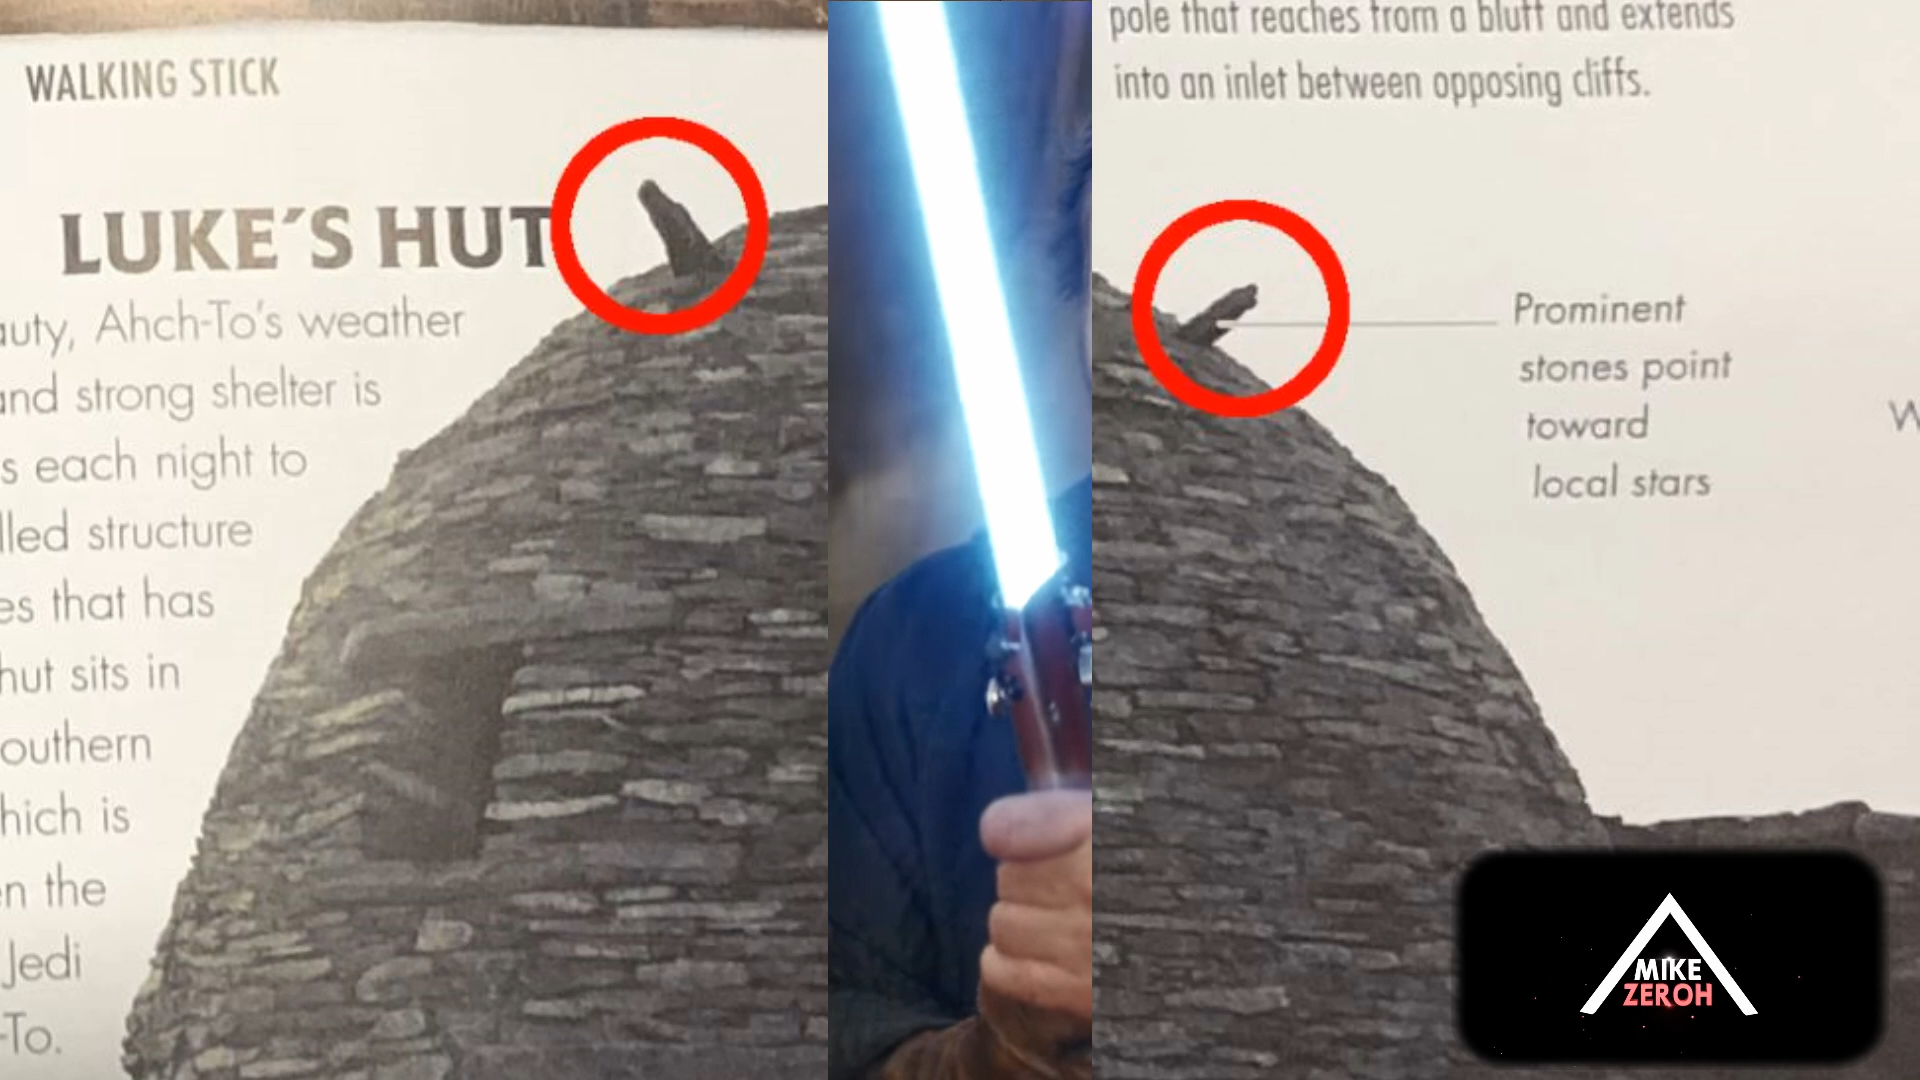 WALKING STICK
LUKE'S HUT
auty, Ahch-To's weather
and strong shelter is
s each night to
lled structure
es that has
hut sits in
outhern
hich is
en the
Jedi
-To.
pole that reaches from a bluff and extends
into an inlet between opposing cliffs.
Prominent
stones point
toward
local stars
W
MIKE
ZEROH